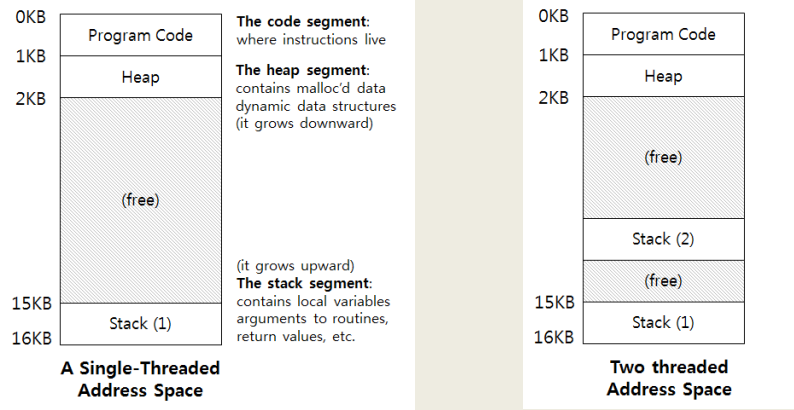 0KB
Program Code
1KB
Heap
2KB
(free)
15KB
Stack (1)
16KB
A Single-Threaded
Address Space
The code segment:
where instructions live
The heap segment:
contains malloc'd data
dynamic data structures
(it grows downward)
(it grows upward)
The stack segment:
contains local variables
arguments to routines,
return values, etc.
0KB
Program Code
1KB
Heap
2KB
(free)
Stack (2)
(free)
15KB
Stack (1)
16KB
Two threaded
Address Space